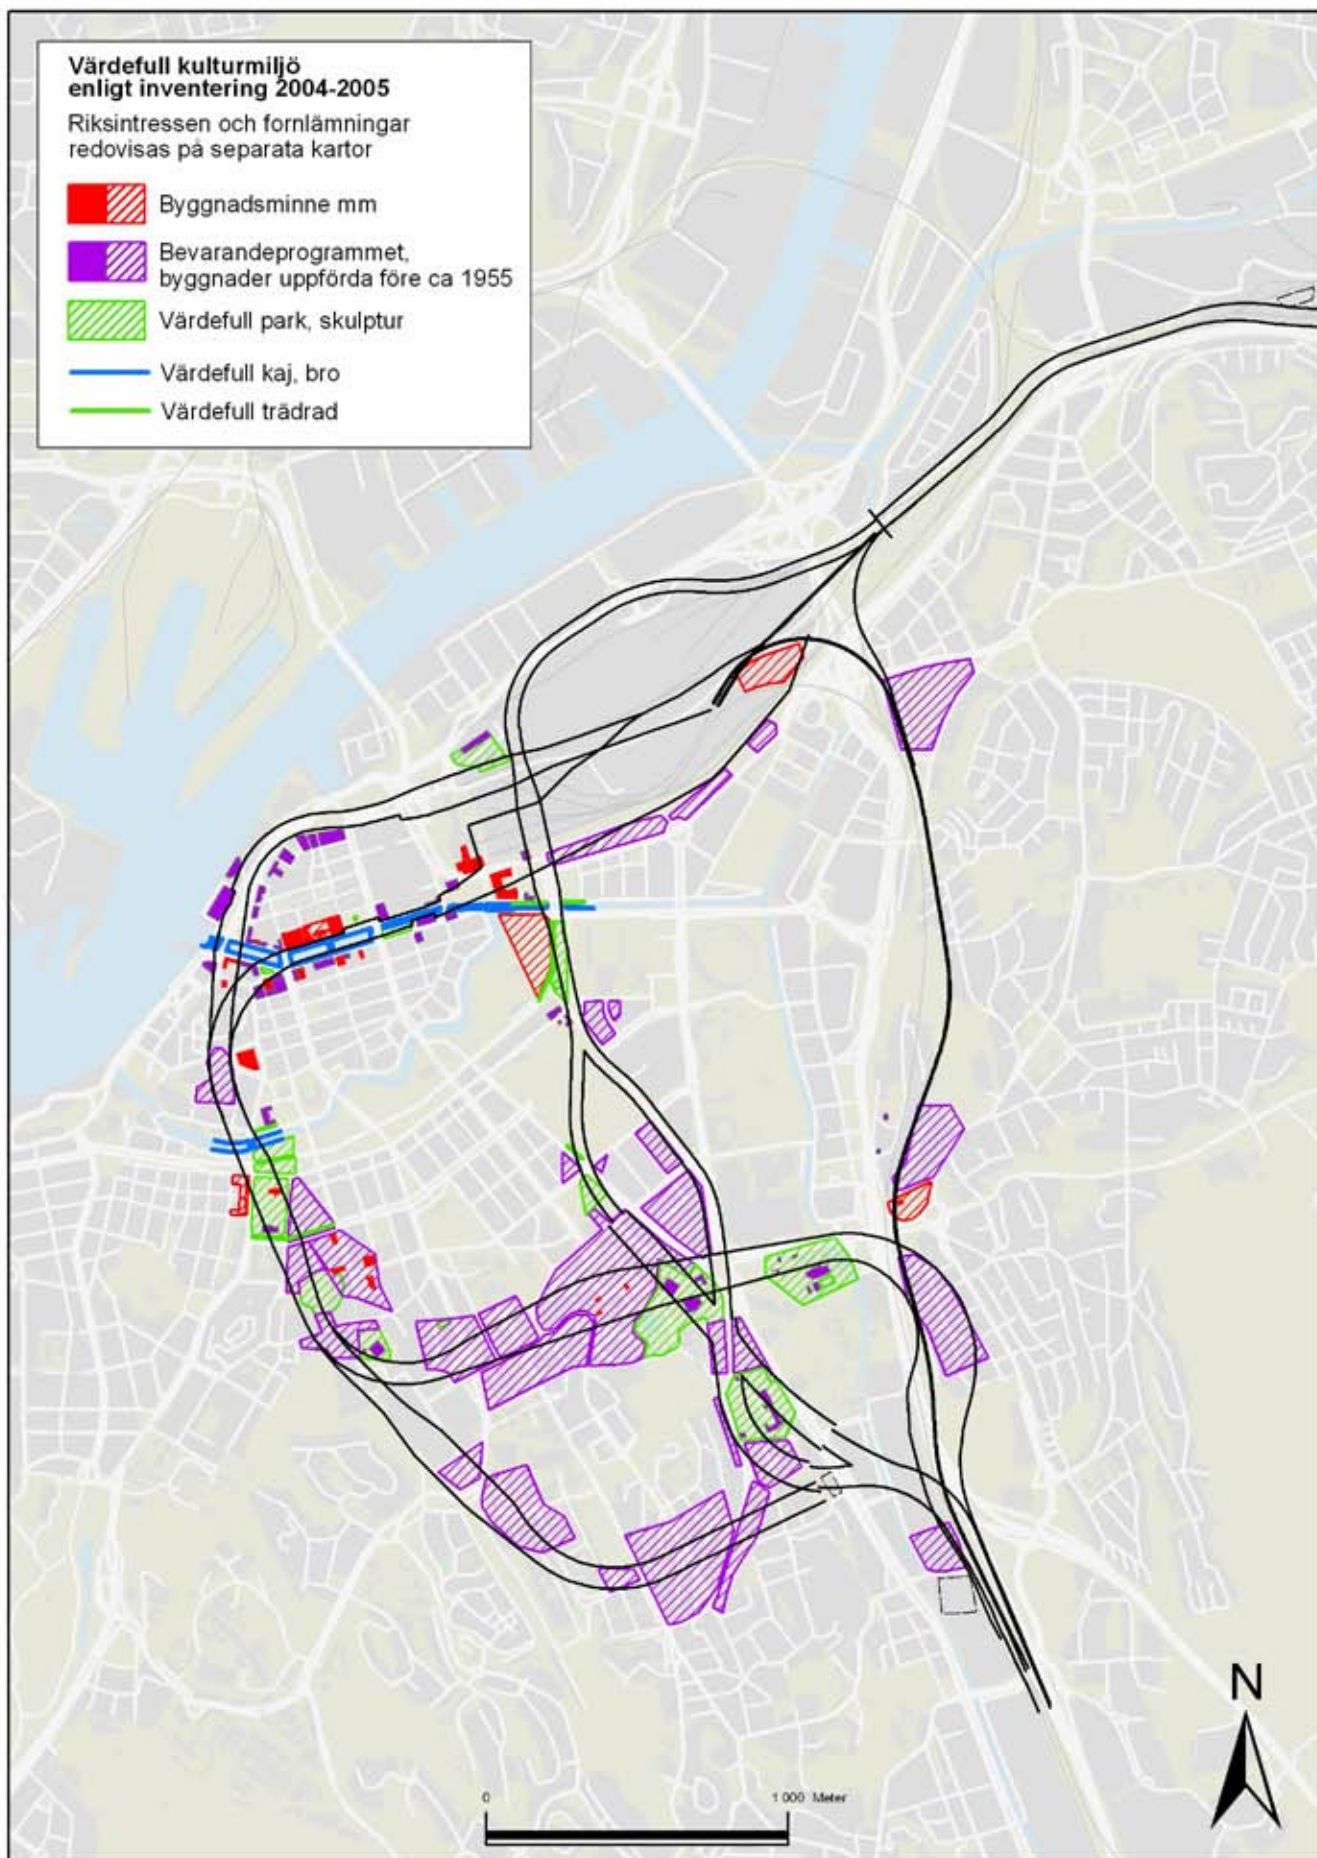 Värdefull kulturmiljö
enligt inventering 2004-2005
Riksintressen och fornlämningar
redovisas på separata kartor
Byggnadsminne mm
Bevarandeprogrammet,
byggnader uppförda före ca 1955
Värdefull park, skulptur
Värdefull kaj, bro
Värdefull trädrad
N
0 1 000 Meter